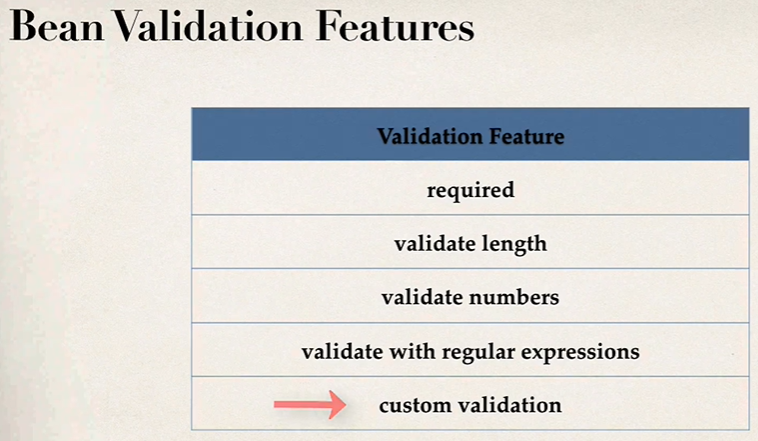 Bean Validation Features
Validation Feature
required
validate length
validate numbers
validate with regular expressions
custom validation